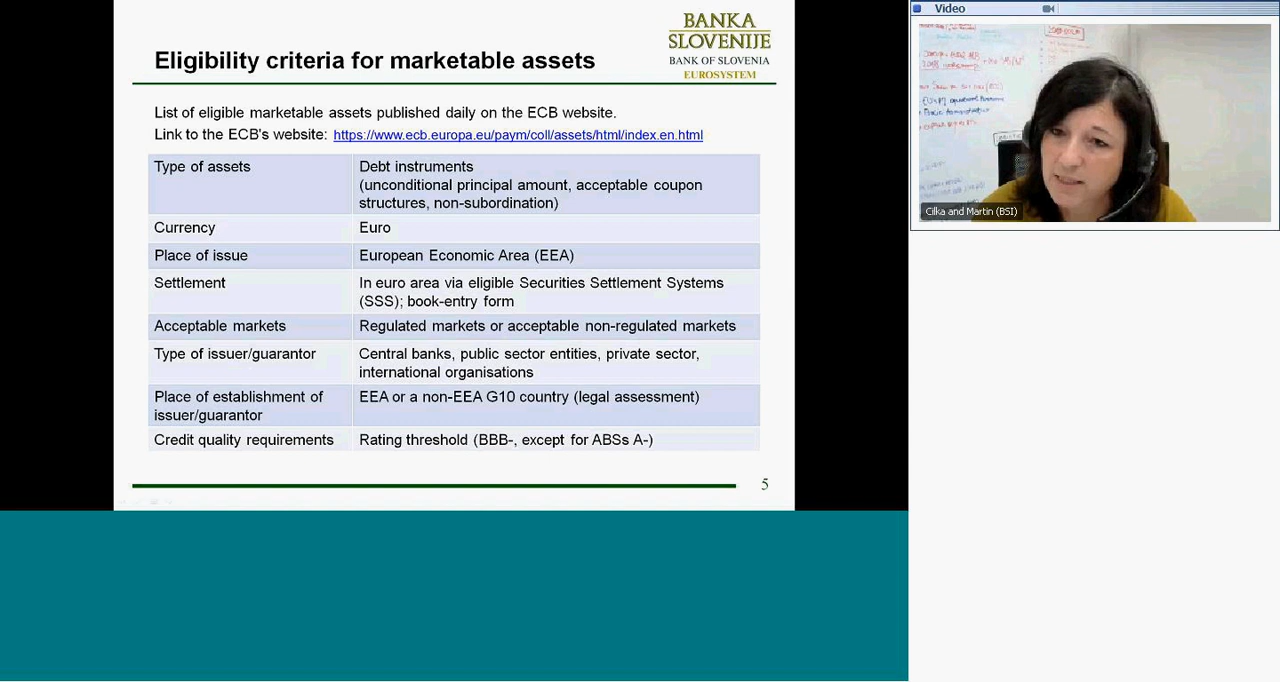 BANKA
SLOVENIJE
BANK OF SLOVENIA
EUROSYSTEM
Eligibility criteria for marketable assets
List of eligible marketable assets published daily on the ECB website.
Link to the ECB's website: https://www.ecb.europa.eu/paym/coll/assets/html/index.en.html
Type of assets
Debt instruments
(unconditional principal amount, acceptable coupon
structures, non-subordination)
Currency
Euro
Place of issue
European Economic Area (EEA)
Settlement
In euro area via eligible Securities Settlement Systems
(SSS); book-entry form
Acceptable markets
Regulated markets or acceptable non-regulated markets
Type of issuer/guarantor
Central banks, public sector entities, private sector,
international organisations
Place of establishment of
issuer/guarantor
EEA or a non-EEA G10 country (legal assessment)
Credit quality requirements
Rating threshold (BBB-, except for ABSs A-)
5
Video
Cilka and Martin (BSI)